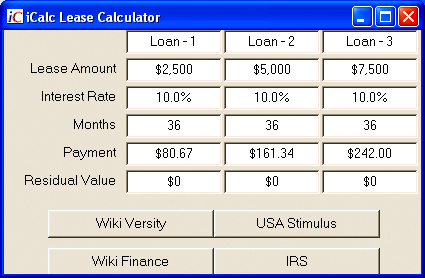 iC iCalc Lease Calculator
Loan - 1 Loan - 2 Loan - 3
Lease Amount $2,500 $5,000 $7,500
Interest Rate 10.0% 10.0% 10.0%
Months 36 36 36
Payment $80.67 $161.34 $242.00
Residual Value $0 $0 $0
Wiki Versity USA Stimulus
Wiki Finance IRS